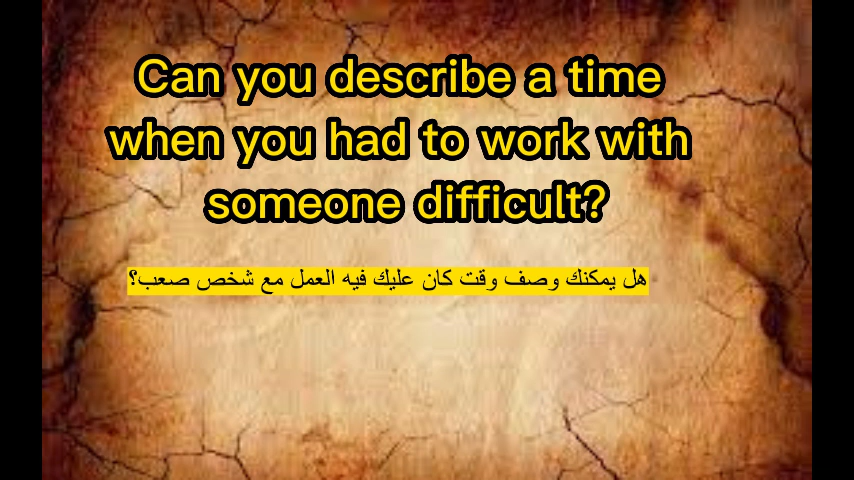 Can you describe a time
when you had to work with
someone difficult?
هل يمكنك وصف وقت كان عليك فيه العمل مع شخص صعب؟